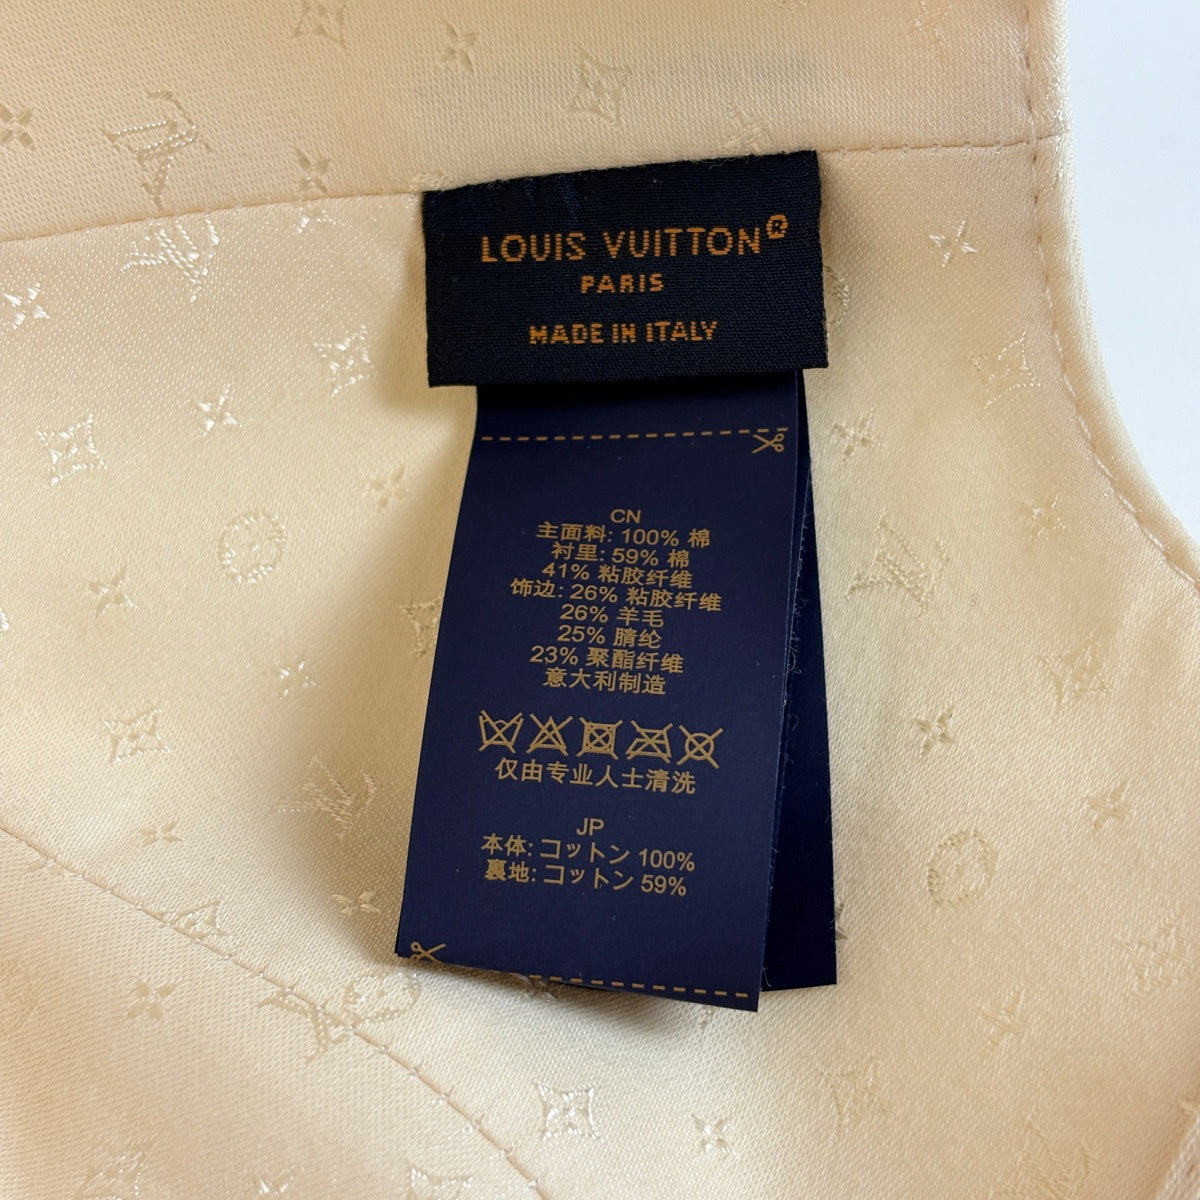 LOUIS VUITTON®
PARIS
MADE IN ITALY
CN
主面料: 100% 棉
衬里: 59% 棉
41% 粘胶纤维
饰边: 26% 粘胶纤维
26% 羊毛
25% 腈纶
23% 聚酯纤维
意大利制造
仅由专业人士清洗
JP
本体: コットン 100%
裏地: コットン 59%